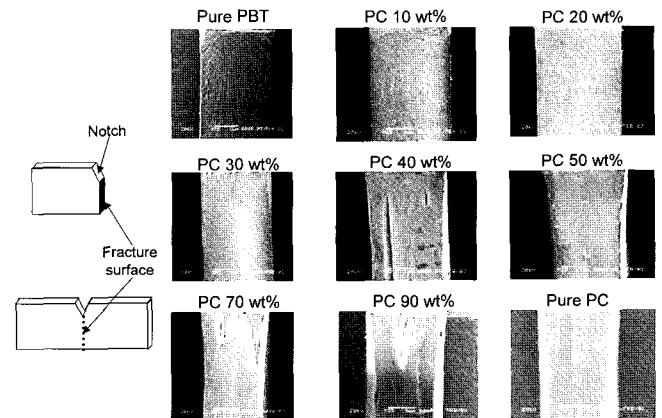 Pure PBT
PC 10 wt%
PC 20 wt%
Notch
PC 30 wt%
PC 40 wt%
PC 50 wt%
Fracture
surface
PC 70 wt%
PC 90 wt%
Pure PC